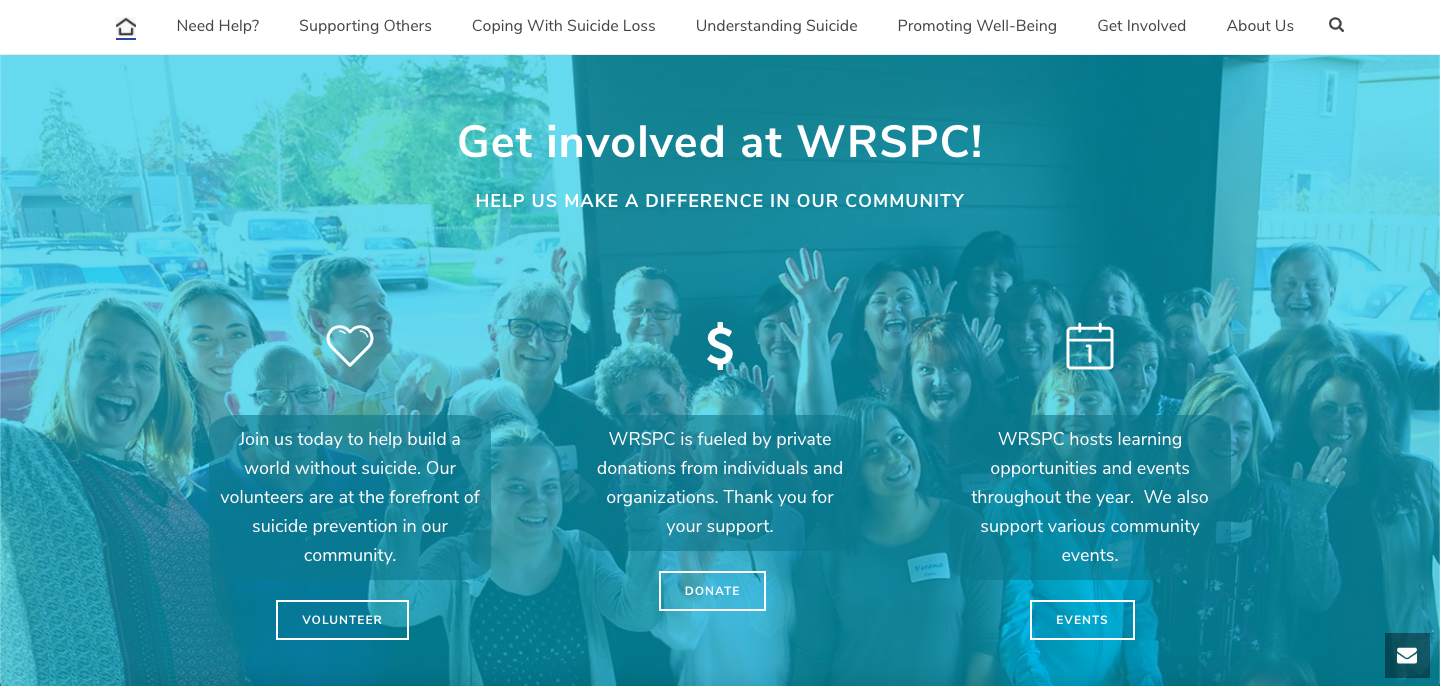 Need Help? Supporting Others Coping With Suicide Loss Understanding Suicide Promoting Well-Being Get Involved About Us
Get involved at WRSPC!
HELP US MAKE A DIFFERENCE IN OUR COMMUNITY
1
Join us today to help build a
world without suicide. Our
volunteers are at the forefront of
suicide prevention in our
community.
VOLUNTEER
$
WRSPC is fueled by private
donations from individuals and
organizations. Thank you for
your support.
DONATE
WRSPC hosts learning
opportunities and events
throughout the year. We also
support various community
events.
EVENTS